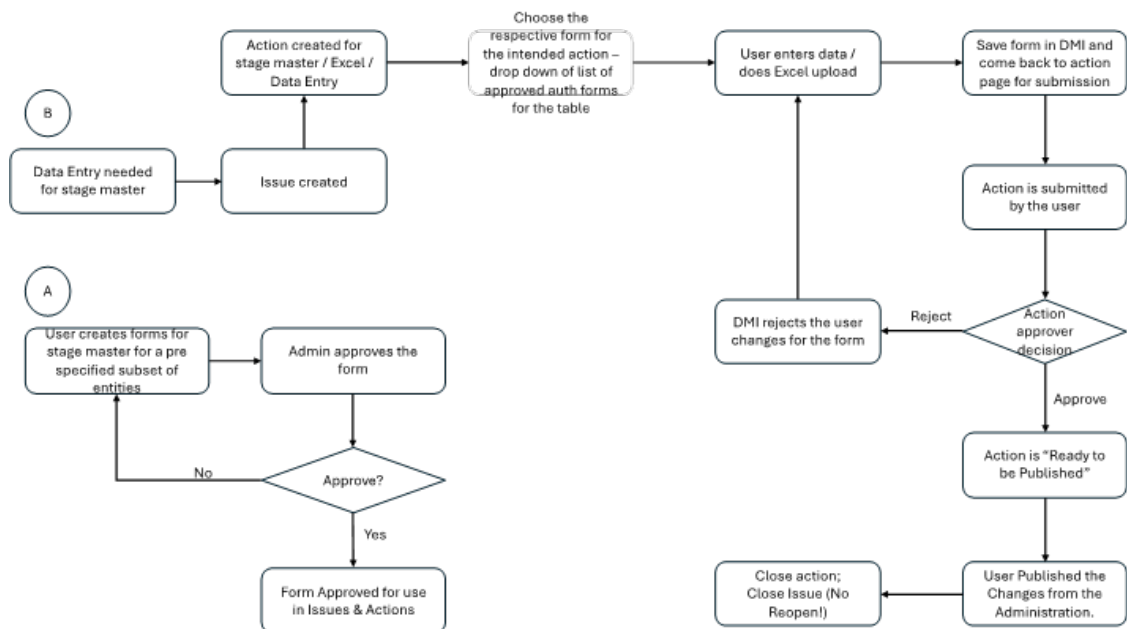 Action created for
stage master / Excel /
Data Entry
Choose the
respective form for
the intended action –
drop down of list of
approved auth forms
for the table
User enters data /
does Excel upload
Save form in DMI and
come back to action
page for submission
B
Data Entry needed
for stage master
Issue created
Action is submitted
by the user
A
User creates forms for
stage master for a pre
specified subset of
entities
Admin approves the
form
DMI rejects the user
changes for the form
Reject
Action
approver
decision
Approve
No
Approve?
Action is “Ready to
be Published”
Yes
Form Approved for use
in Issues & Actions
Close action;
Close Issue (No
Reopen!)
User Published the
Changes from the
Administration.